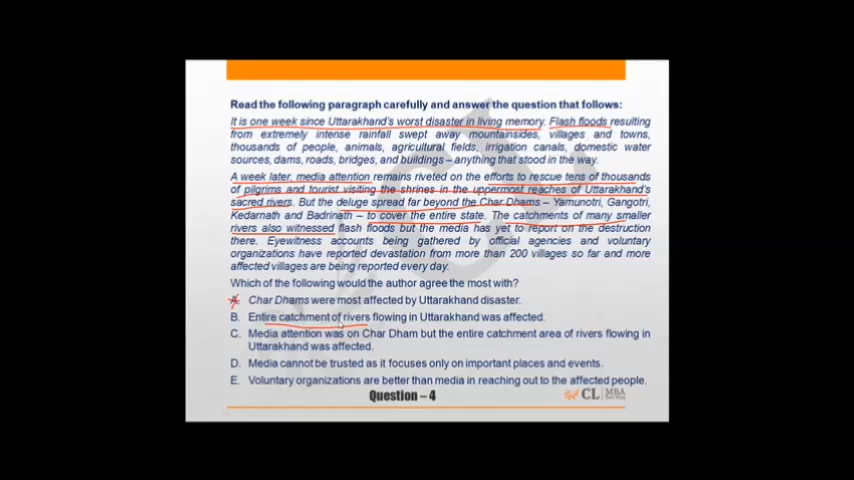 Read the following paragraph carefully and answer the question that follows:
It is one week since Uttarakhand's worst disaster in living memory. Flash floods resulting
from extremely intense rainfall swept away mountainsides, villages and towns,
thousands of people, animals, agricultural fields, irrigation canals, domestic water
sources, dams, roads, bridges, and buildings – anything that stood in the way.
A week later, media attention remains riveted on the efforts to rescue tens of thousands
of pilgrims and tourist visiting the shrines in the uppermost reaches of Uttarakhand's
sacred rivers. But the deluge spread far beyond the Char Dhams – Yamunotri, Gangotri,
Kedarnath and Badrinath – to cover the entire state. The catchments of many smaller
rivers also witnessed flash floods but the media has yet to report on the destruction
there. Eyewitness accounts being gathered by official agencies and voluntary
organizations have reported devastation from more than 200 villages so far and more
affected villages are being reported every day.
Which of the following would the author agree the most with?
A. Char Dhams were most affected by Uttarakhand disaster.
B. Entire catchment of rivers flowing in Uttarakhand was affected.
C. Media attention was on Char Dham but the entire catchment area of rivers flowing in
Uttarakhand was affected.
D. Media cannot be trusted as it focuses only on important places and events.
E. Voluntary organizations are better than media in reaching out to the affected people.
Question – 4
CL MBA